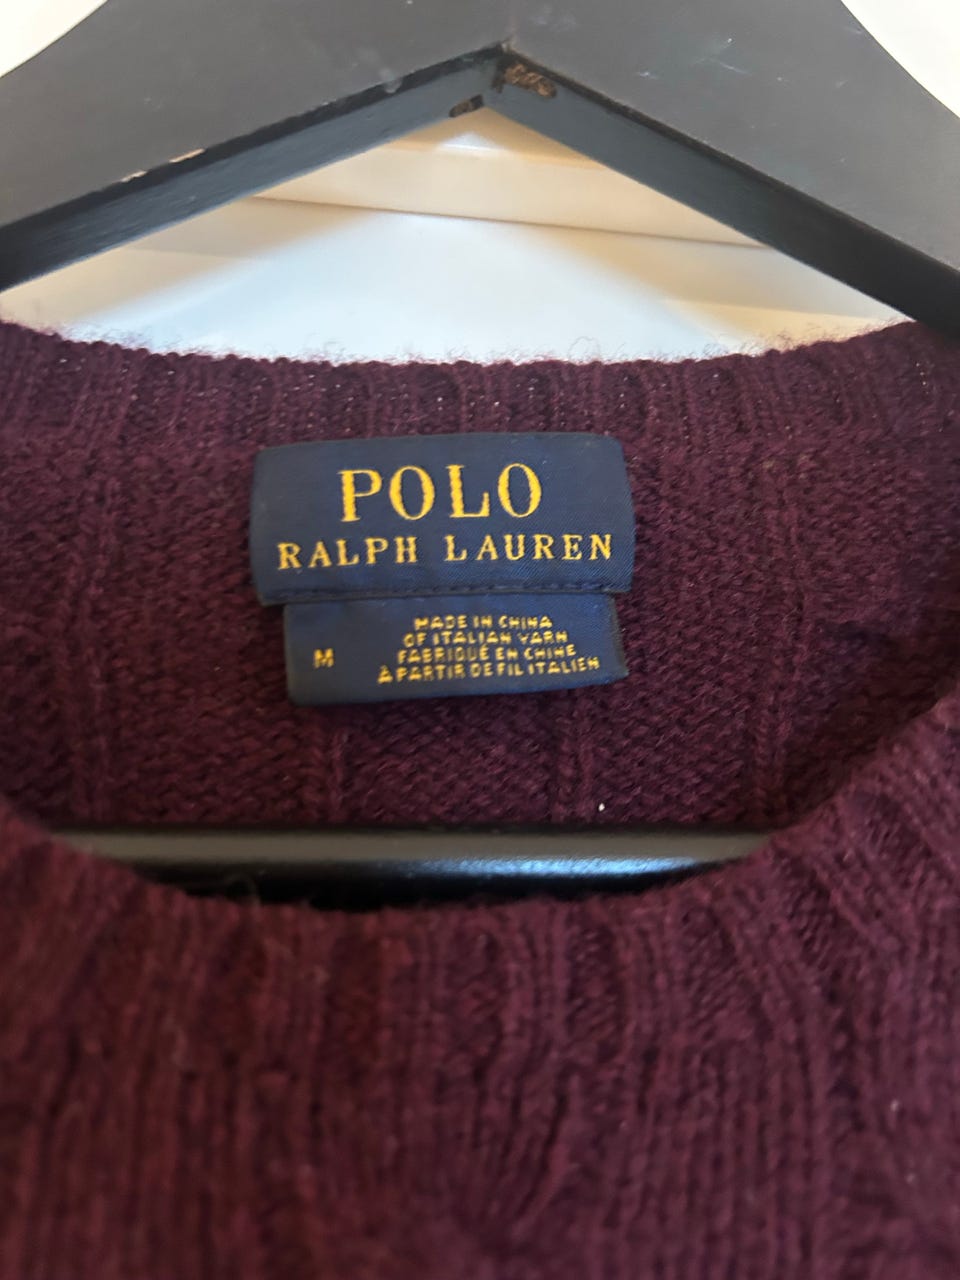 POLO
RALPH LAUREN
M
MADE IN CHINA
OF ITALIAN YARN
FABRIQUÉ EN CHINE
À PARTIR DE FIL ITALIEN